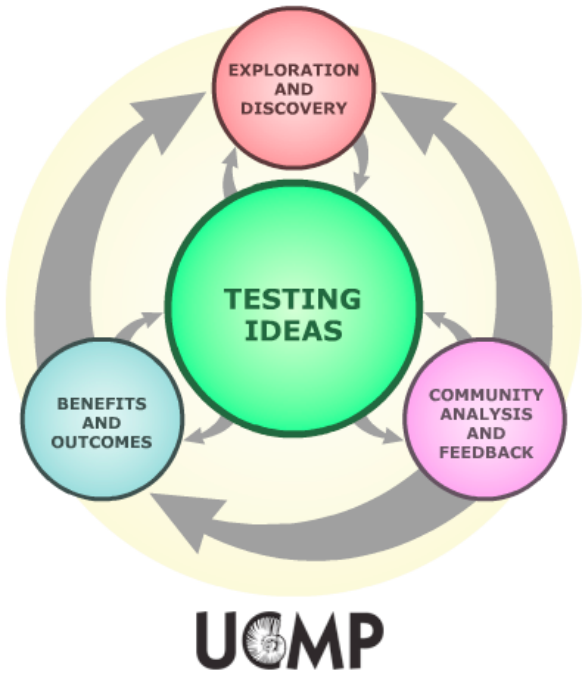 EXPLORATION
AND
DISCOVERY
TESTING
IDEAS
BENEFITS
AND
OUTCOMES
COMMUNITY
ANALYSIS
AND
FEEDBACK
UCMP